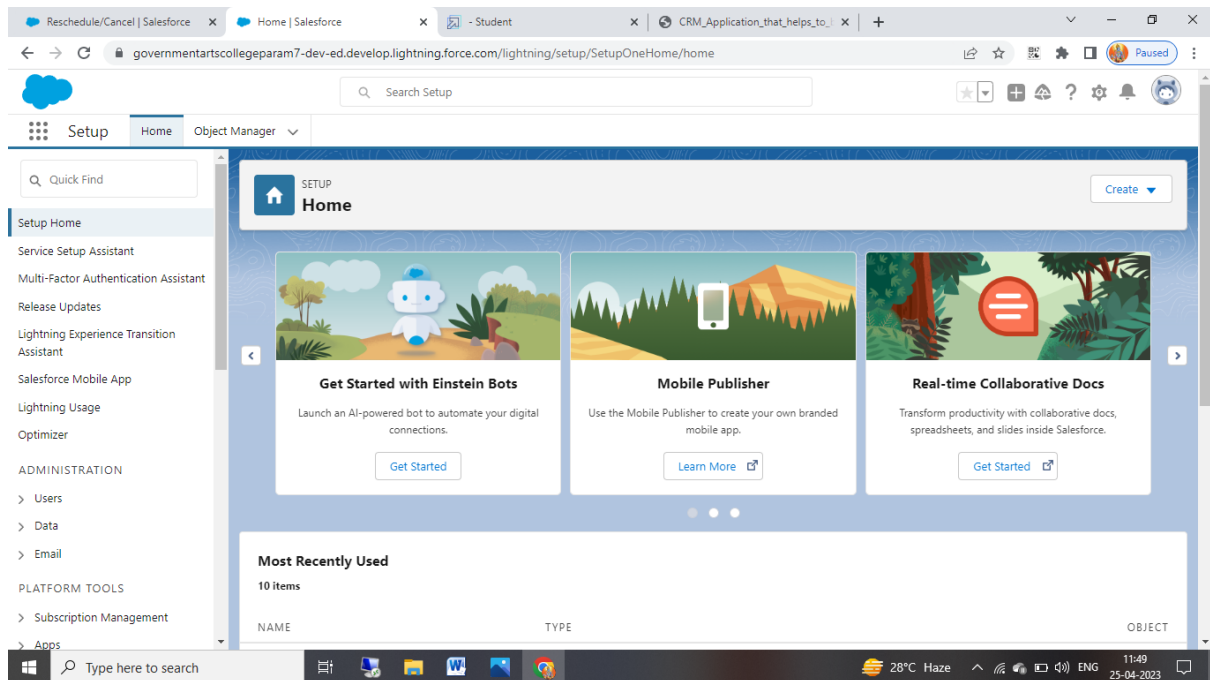 Reschedule/Cancel | Salesforce
Home | Salesforce
- Student
CRM_Application_that_helps_to_
governmentartscollegeparam7-dev-ed.develop.lightning.force.com/lightning/setup/SetupOneHome/home
Paused
Search Setup
Setup
Home
Object Manager
Quick Find
SETUP
Home
Create
Setup Home
Service Setup Assistant
Multi-Factor Authentication Assistant
Release Updates
Lightning Experience Transition
Assistant
Salesforce Mobile App
Lightning Usage
Optimizer
ADMINISTRATION
Users
Data
Email
PLATFORM TOOLS
Subscription Management
Apps
Get Started with Einstein Bots
Launch an AI-powered bot to automate your digital
connections.
Get Started
Mobile Publisher
Use the Mobile Publisher to create your own branded
mobile app.
Learn More
Real-time Collaborative Docs
Transform productivity with collaborative docs,
spreadsheets, and slides inside Salesforce.
Get Started
Most Recently Used
10 items
NAME TYPE OBJECT
Type here to search
28°C Haze
ENG
11:49
25-04-2023